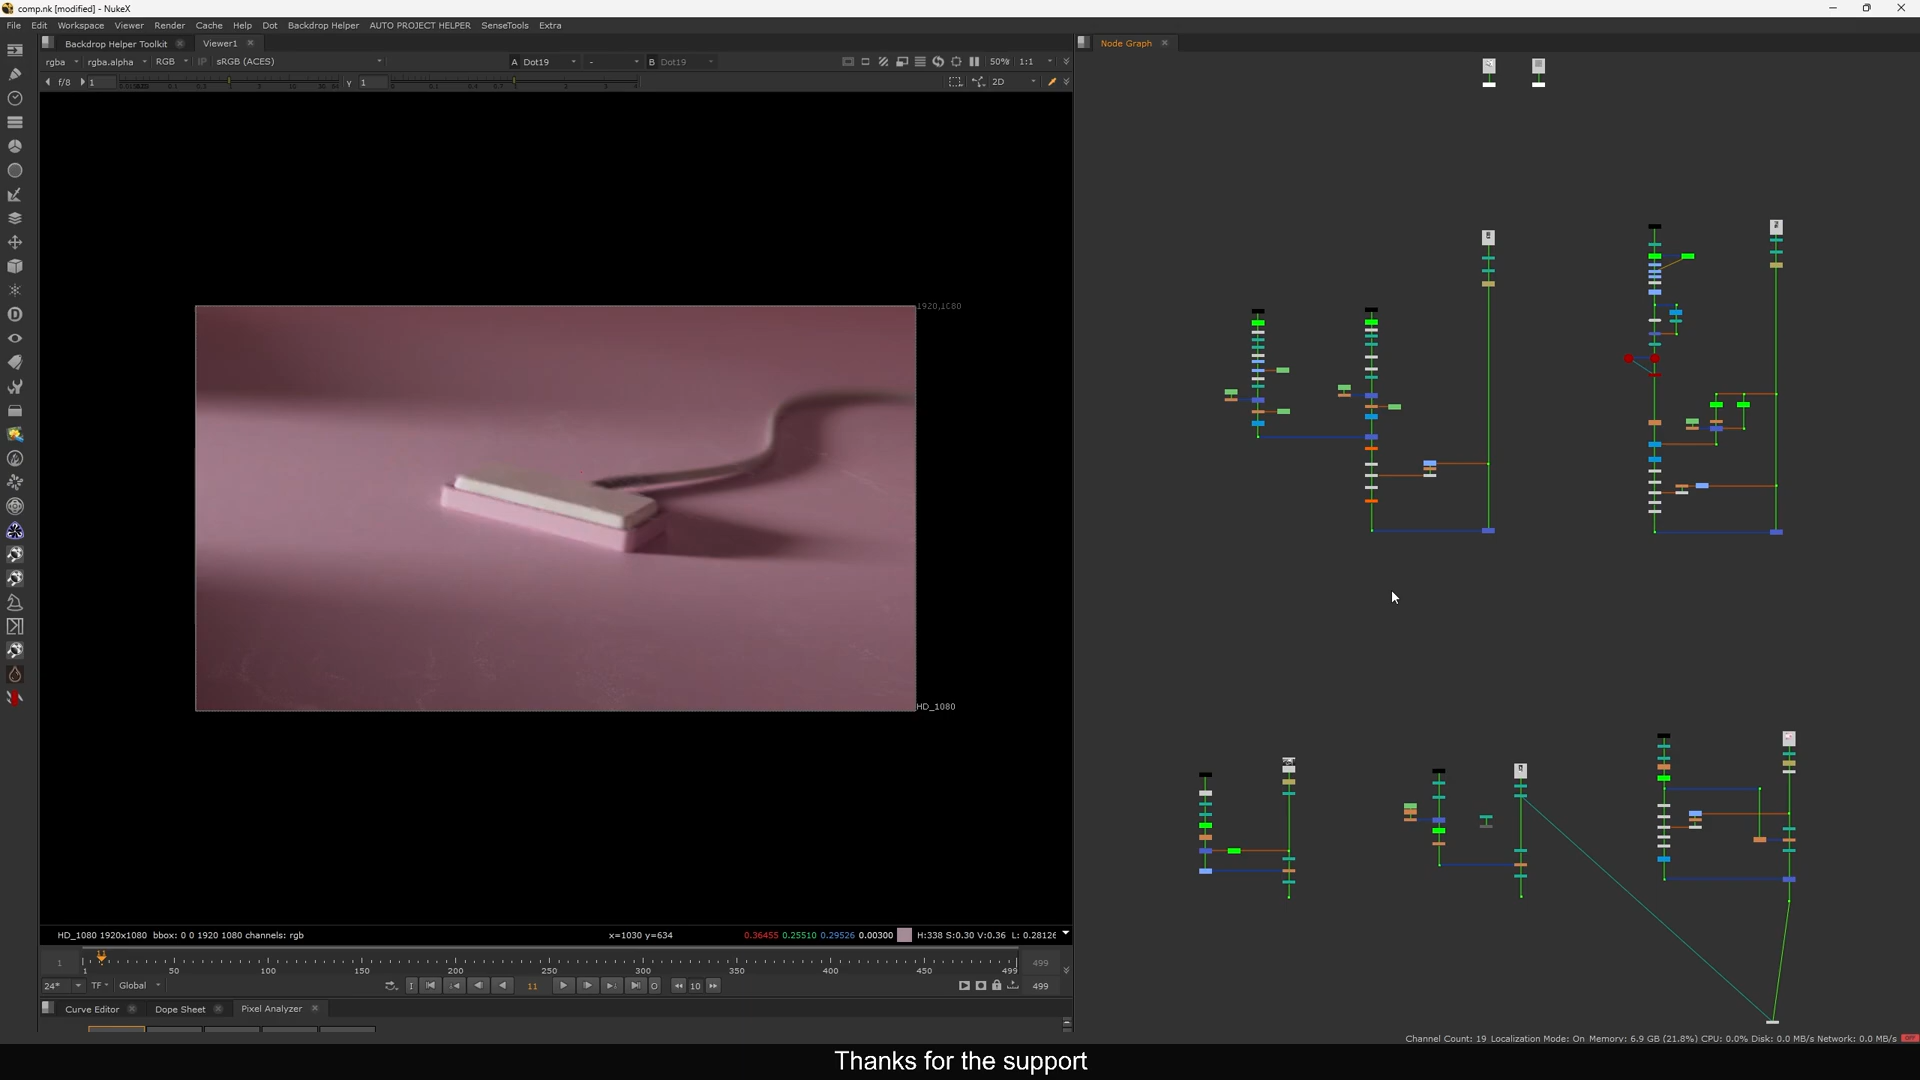 comp.nk [modified] - NukeX
File Edit Workspace Viewer Render Cache Help Dot Backdrop Helper AUTO PROJECT HELPER SenseTools Extra
Backdrop Helper Toolkit Viewer1 Node Graph
rgba rgba.alpha RGB IP sRGB (ACES) A Dot19 - B Dot19 50% 1:1
f/8 1 Y 1 2D
HD_1080
HD_1080 1920x1080 bbox: 0 0 1920 1080 channels: rgb x=1030 y=634 0.36455 0.25510 0.29526 0.00300 H:338 S:0.30 V:0.36 L: 0.28126
1 1 50 100 150 200 250 300 350 400 450 499 499
24* TF Global 11 10 499
Curve Editor Dope Sheet Pixel Analyzer
Channel Count: 19 Localization Mode: On Memory: 6.9 GB (21.8%) CPU: 0.0% Disk: 0.0 MB/s Network: 0.0 MB/s
Thanks for the support